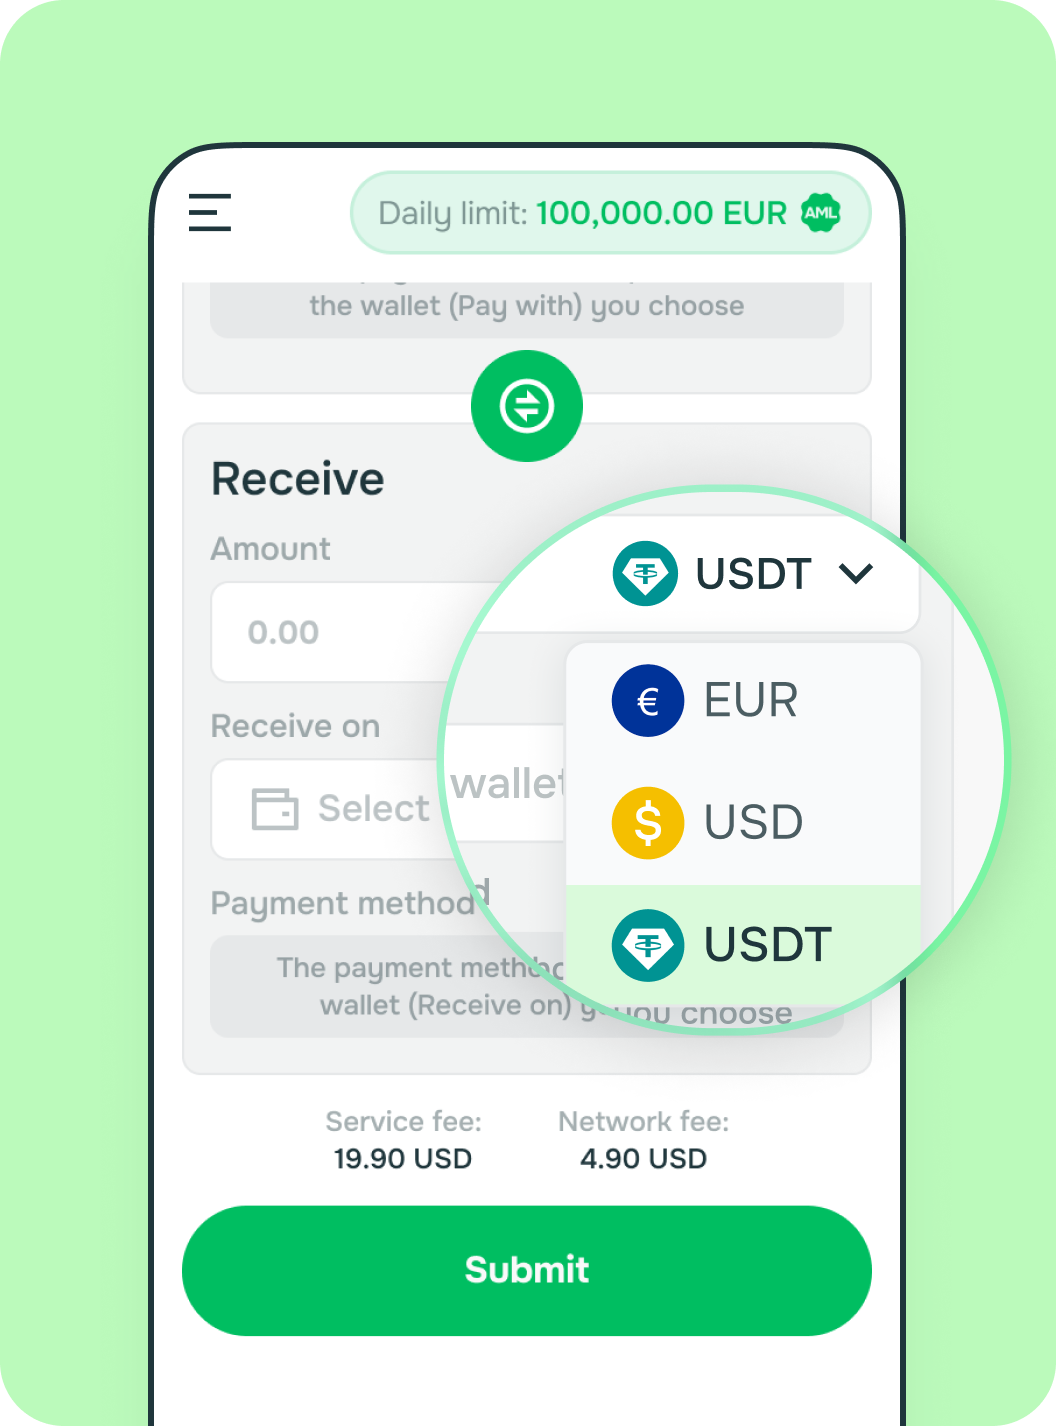 Daily limit: 100,000.00 EUR AML
the wallet (Pay with) you choose
Receive
Amount
0.00
USDT
EUR
USD
USDT
Receive on
Select
wallet
Payment method
d
The payment metho
wallet (Receive on) you choose
Service fee:
19.90 USD
Network fee:
4.90 USD
Submit